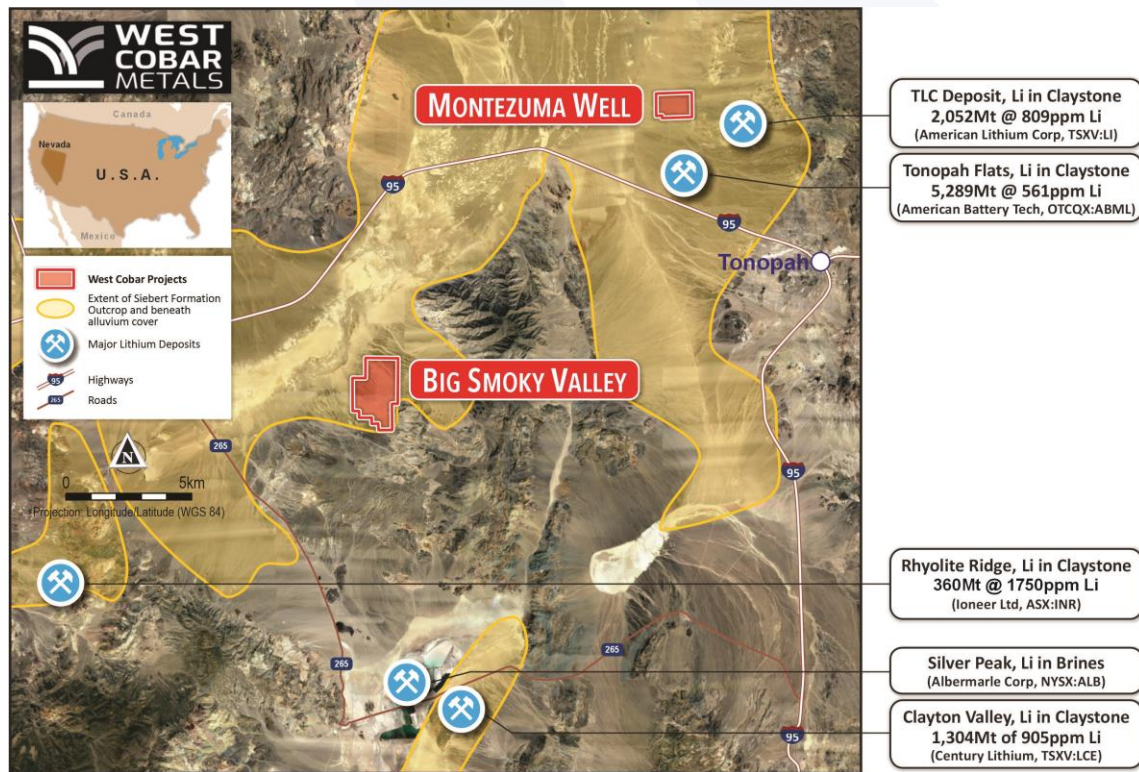 WEST
COBAR
METALS
Canada
Nevada
U.S.A.
Mexico
West Cobar Projects
Extent of Siebert Formation
Outcrop and beneath
alluvium cover
Major Lithium Deposits
95
Highways
265
Roads
N
0 5km
Projection: Longitude/Latitude (WGS 84)
MONTEZUMA WELL
95
95
Tonopah
BIG SMOKY VALLEY
265
95
265
265
95
TLC Deposit, Li in Claystone
2,052Mt @ 809ppm Li
(American Lithium Corp, TSXV:LI)
Tonopah Flats, Li in Claystone
5,289Mt @ 561ppm Li
(American Battery Tech, OTCQX:ABML)
Rhyolite Ridge, Li in Claystone
360Mt @ 1750ppm Li
(Ioneer Ltd, ASX:INR)
Silver Peak, Li in Brines
(Albermarle Corp, NYSX:ALB)
Clayton Valley, Li in Claystone
1,304Mt of 905ppm Li
(Century Lithium, TSXV:LCE)